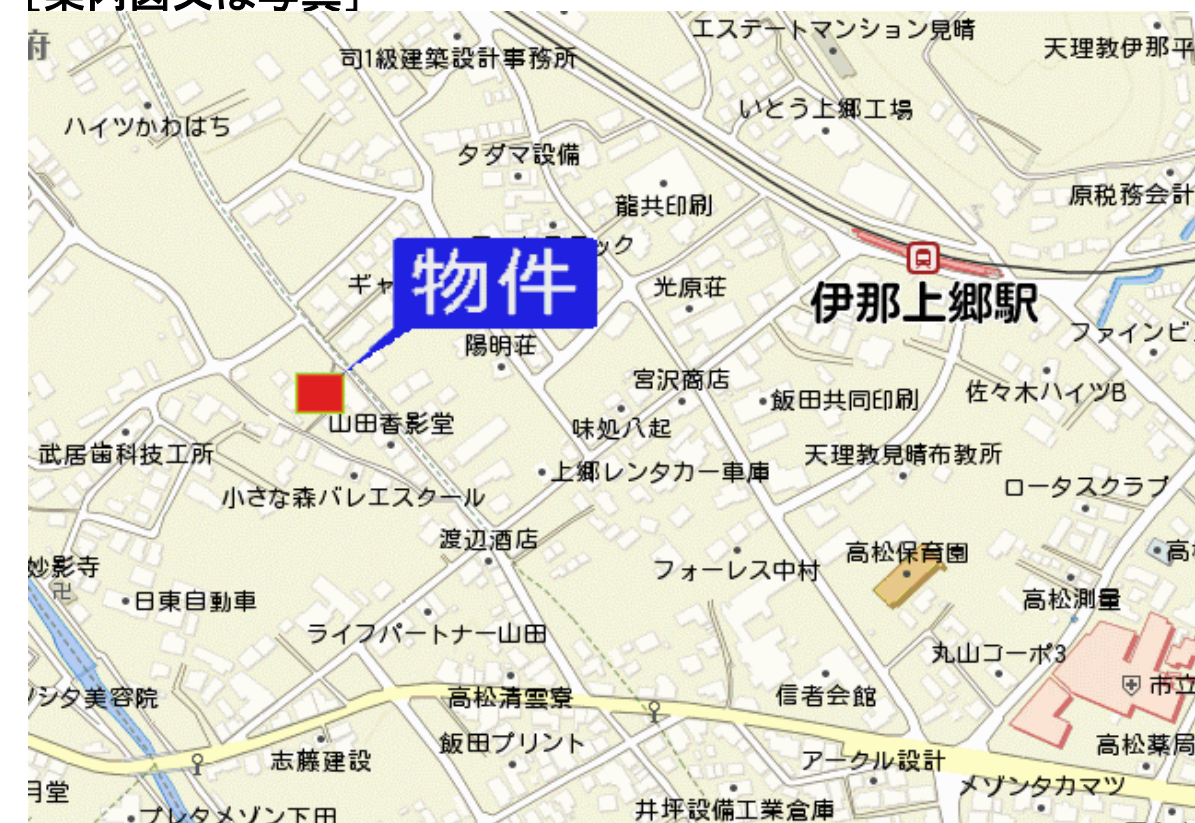 [案内図又は写真]
府
エステートマンション見晴
天理教伊那平
司1級建築設計事務所
いとう上郷工場
ハイツかわはち
タダマ設備
原税務会計
龍共印刷
ック
物件
ギャ
光原荘
伊那上郷駅
ファインビ
陽明荘
宮沢商店
飯田共同印刷
佐々木ハイツB
山田香影堂
味処八起
武居歯科技工所
上郷レンタカー車庫
天理教見晴布教所
小さな森バレエスクール
ロータスクラブ
渡辺酒店
高松保育園
フォーレス中村
高
妙影寺
日東自動車
高松測量
ライフパートナー山田
丸山コーポ3
シタ美容院
高松清雲寮
信者会館
市立
飯田プリント
志藤建設
アークル設計
高松薬局
メゾンタカマツ
月堂
プレタメゾン下田
井坪設備工業倉庫